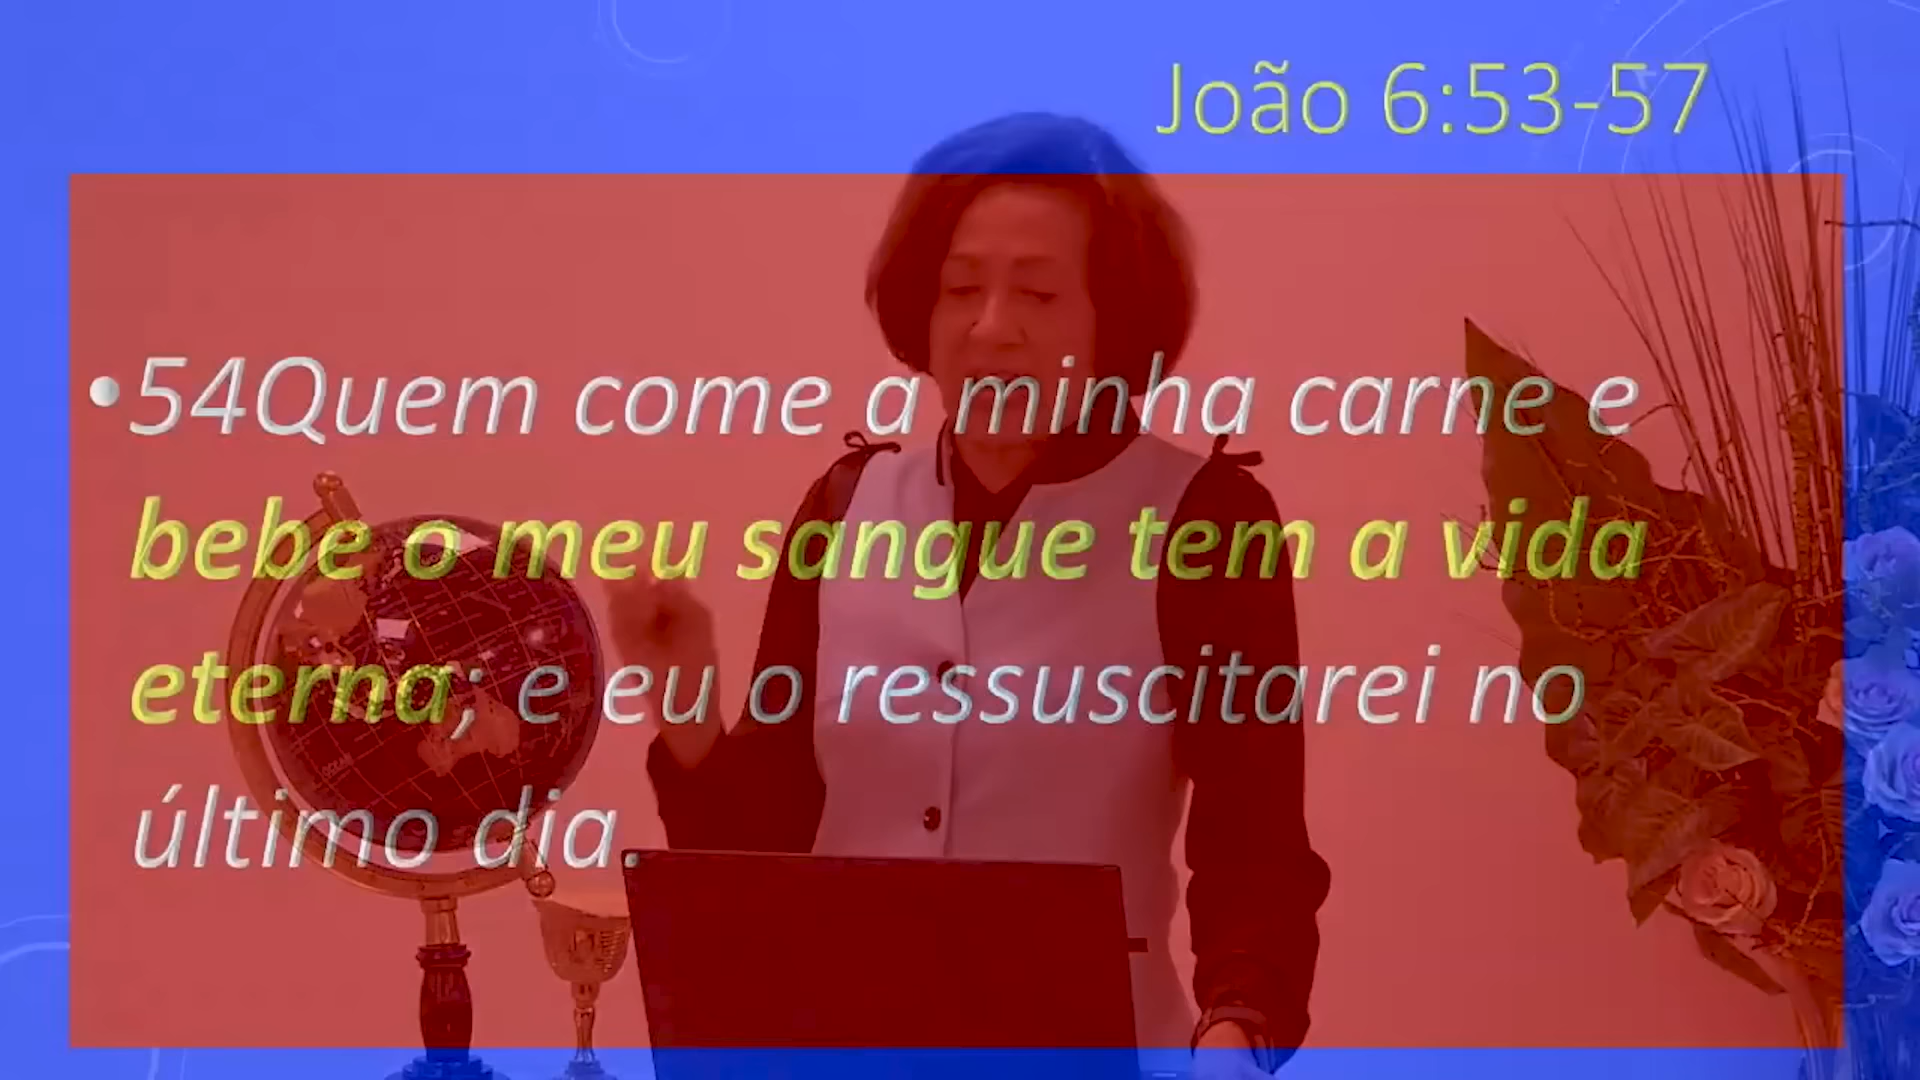 João 6:53-57
•54Quem come a minha carne e
bebe o meu sangue tem a vida
eterna; e eu o ressuscitarei no
último dia.